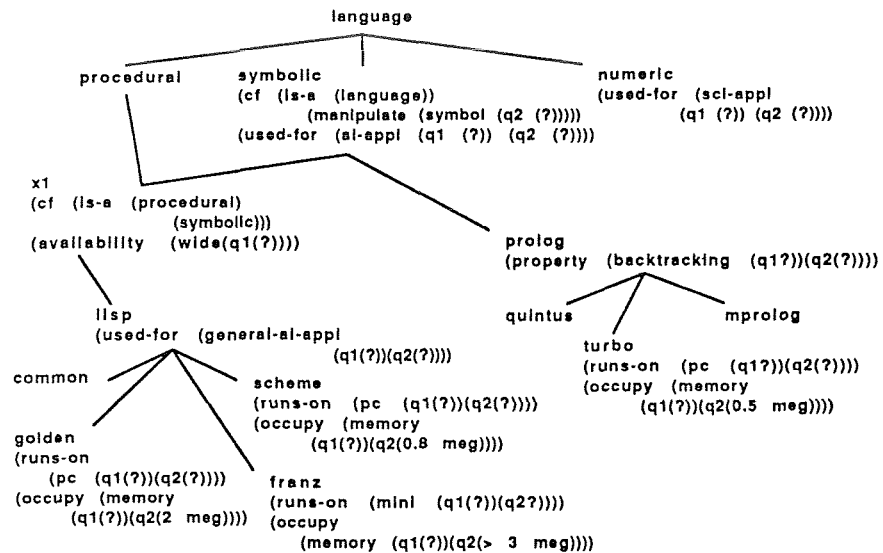 language
procedural
symbolic
(cf (is-a (language))
(manipulate (symbol (q2 (?)))))
(used-for (ai-appl (q1 (?)) (q2 (?))))
numeric
(used-for (sci-appl
(q1 (?)) (q2 (?))))
x1
(cf (is-a (procedural)
(symbolic)))
(availability (wide(q1(?))))
prolog
(property (backtracking (q1?))(q2(?))))
lisp
(used-for (general-ai-appl
(q1(?))(q2(?))))
quintus
mprolog
turbo
(runs-on (pc (q1?))(q2(?))))
(occupy (memory
(q1(?))(q2(0.5 meg))))
common
scheme
(runs-on (pc (q1(?))(q2(?))))
(occupy (memory
(q1(?))(q2(0.8 meg))))
golden
(runs-on
(pc (q1(?))(q2(?))))
(occupy (memory
(q1(?))(q2(2 meg))))
franz
(runs-on (mini (q1(?))(q2?))))
(occupy
(memory (q1(?))(q2(> 3 meg))))